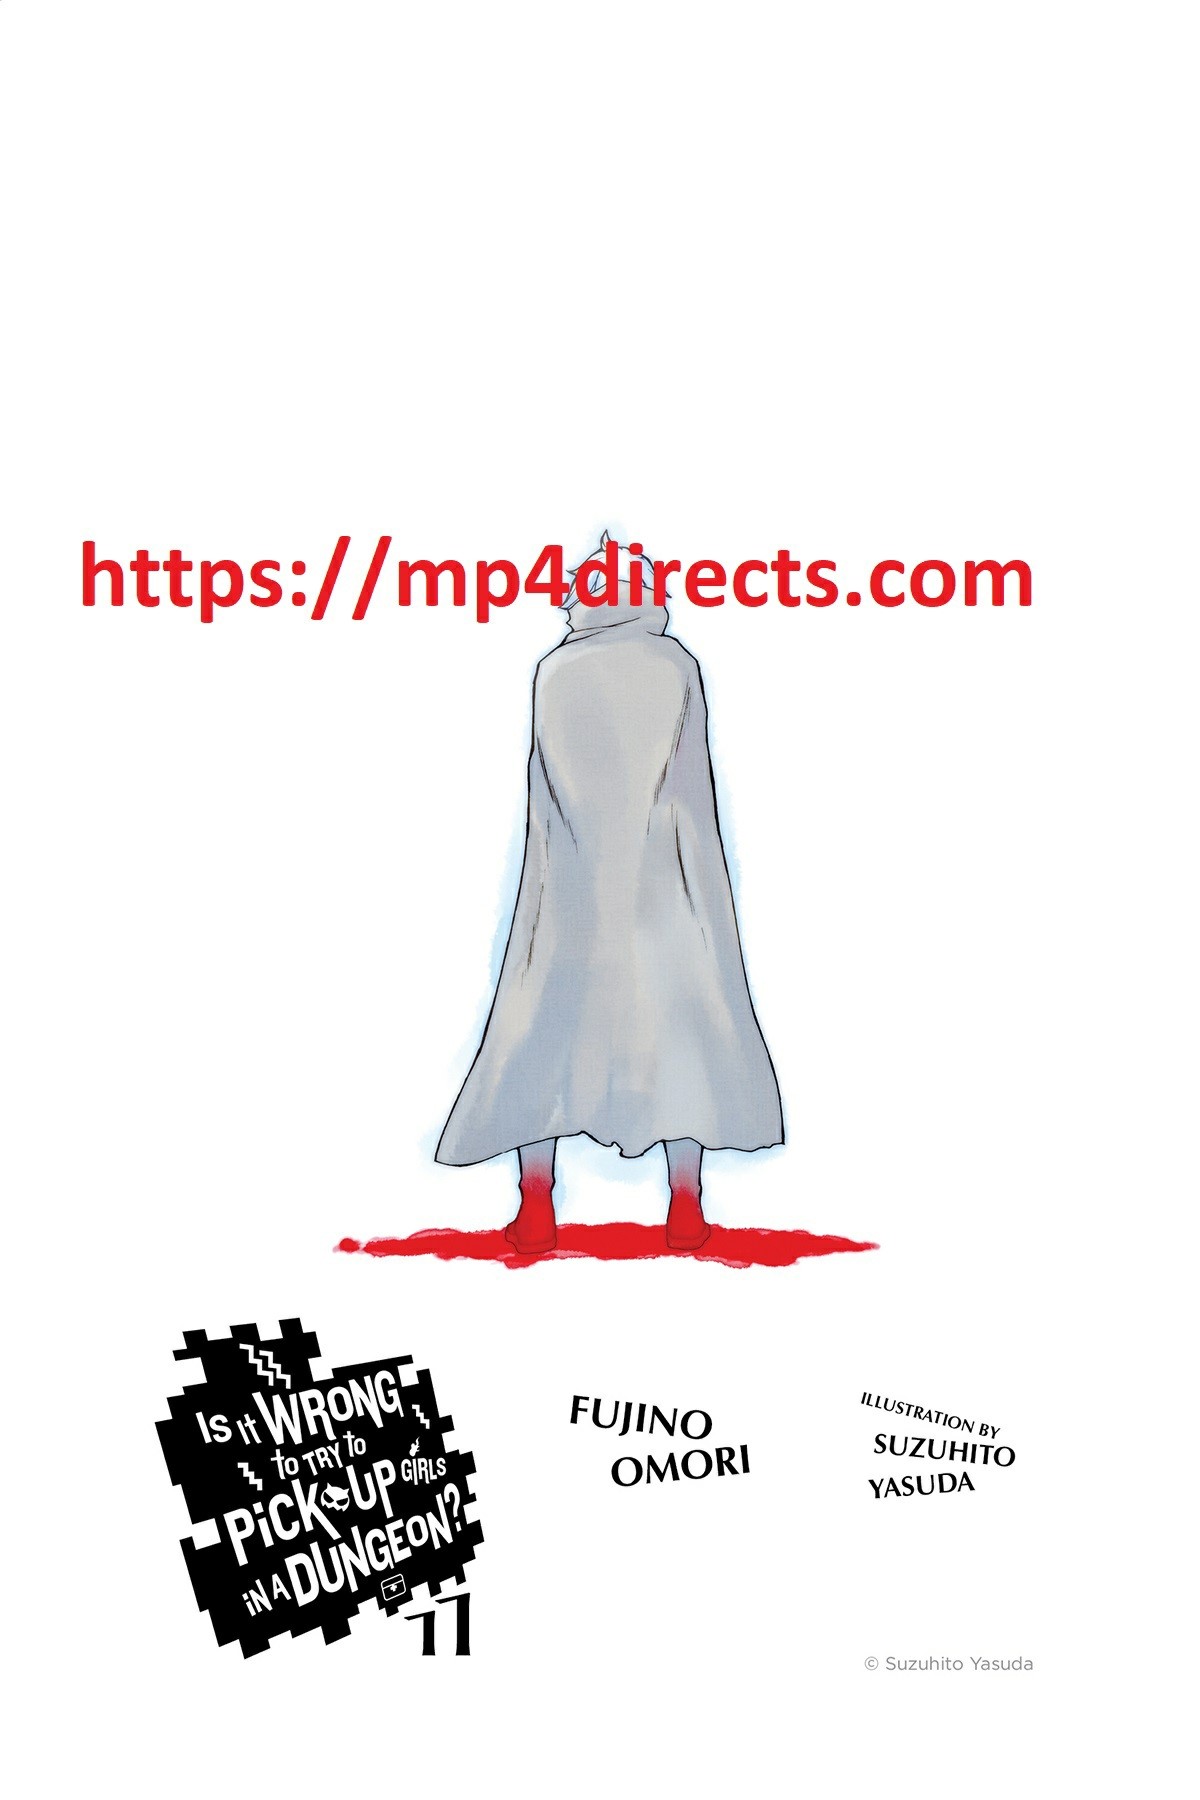 https://mp4directs.com
Is It WRONG
to TRY to
PiCK UP GiRLS
iN A DUNGEON?
11
FUJINO
OMORI
ILLUSTRATION BY
SUZUHITO
YASUDA
© Suzuhito Yasuda